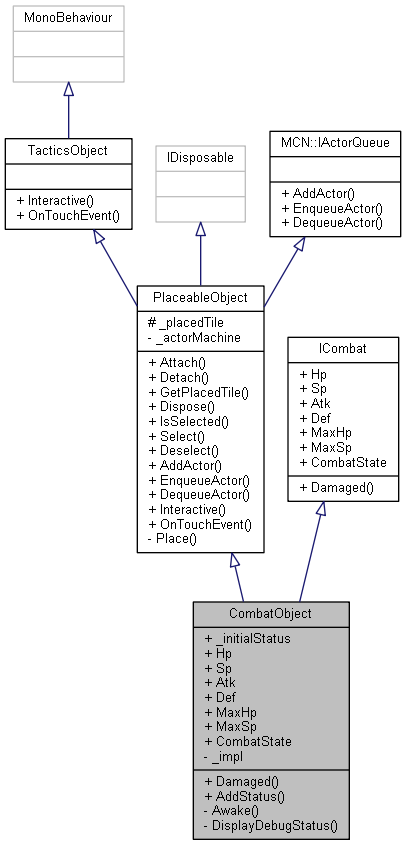 MonoBehaviour
TacticsObject
+ Interactive()
+ OnTouchEvent()
IDisposable
MCN::IActorQueue
+ AddActor()
+ EnqueueActor()
+ DequeueActor()
PlaceableObject
# _placedTile
- _actorMachine
+ Attach()
+ Detach()
+ GetPlacedTile()
+ Dispose()
+ IsSelected()
+ Select()
+ Deselect()
+ AddActor()
+ EnqueueActor()
+ DequeueActor()
+ Interactive()
+ OnTouchEvent()
- Place()
ICombat
+ Hp
+ Sp
+ Atk
+ Def
+ MaxHp
+ MaxSp
+ CombatState
+ Damaged()
CombatObject
+ _initialStatus
+ Hp
+ Sp
+ Atk
+ Def
+ MaxHp
+ MaxSp
+ CombatState
- _impl
+ Damaged()
+ AddStatus()
- Awake()
- DisplayDebugStatus()